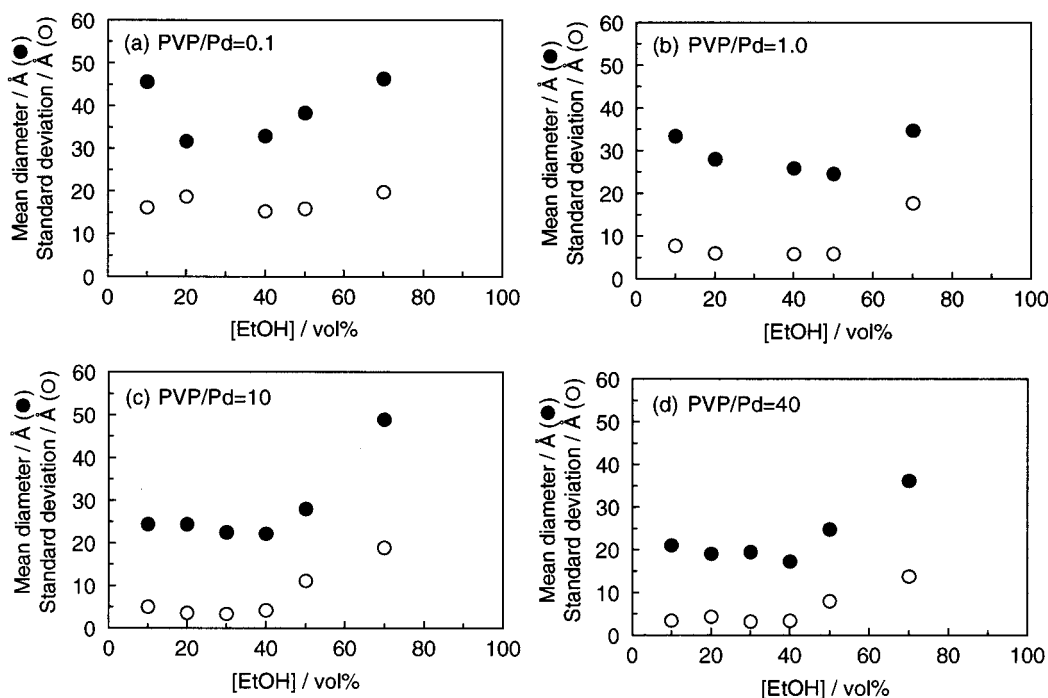 (a) PVP/Pd=0.1
Mean diameter / Å (●)
Standard deviation / Å (○)
60
50
40
30
20
10
0
0 20 40 60 80 100
[EtOH] / vol%
(b) PVP/Pd=1.0
Mean diameter / Å (●)
Standard deviation / Å (○)
60
50
40
30
20
10
0
0 20 40 60 80 100
[EtOH] / vol%
(c) PVP/Pd=10
Mean diameter / Å (●)
Standard deviation / Å (○)
60
50
40
30
20
10
0
0 20 40 60 80 100
[EtOH] / vol%
(d) PVP/Pd=40
Mean diameter / Å (●)
Standard deviation / Å (○)
60
50
40
30
20
10
0
0 20 40 60 80 100
[EtOH] / vol%